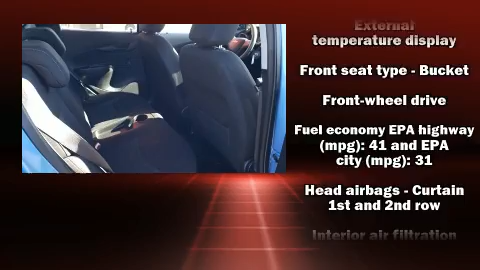 External
temperature display
Front seat type - Bucket
Front-wheel drive
Fuel economy EPA highway
(mpg): 41 and EPA
city (mpg): 31
Head airbags - Curtain
1st and 2nd row
Interior air filtration